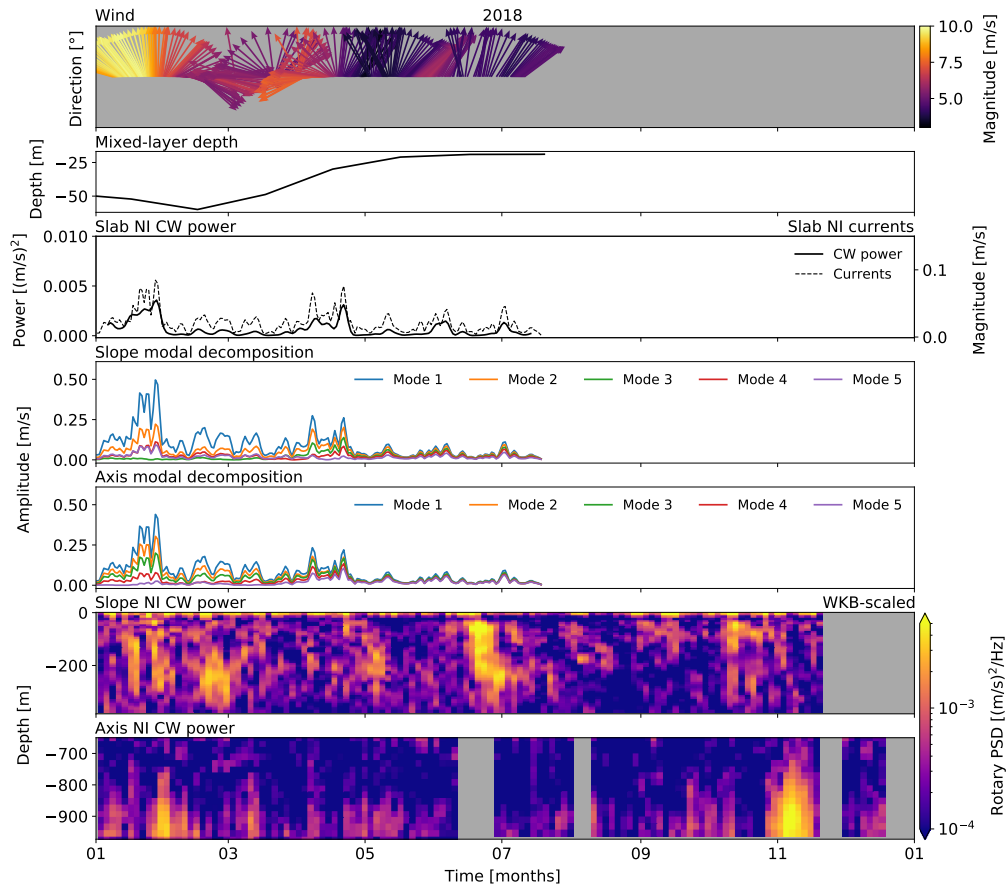 Wind 2018
Direction [°]
10.0
7.5
5.0
Magnitude [m/s]
Mixed-layer depth
Depth [m]
−25
−50
Slab NI CW power Slab NI currents
Power [(m/s)²]
0.010
0.005
0.000
CW power
Currents
0.1
0.0
Magnitude [m/s]
Slope modal decomposition
Amplitude [m/s]
0.50
0.25
0.00
Mode 1 Mode 2 Mode 3 Mode 4 Mode 5
Axis modal decomposition
0.50
0.25
0.00
Mode 1 Mode 2 Mode 3 Mode 4 Mode 5
Slope NI CW power WKB-scaled
Depth [m]
0
−200
Axis NI CW power
−700
−800
−900
10⁻³
10⁻⁴
Rotary PSD [(m/s)²/Hz]
01 03 05 07 09 11 01
Time [months]